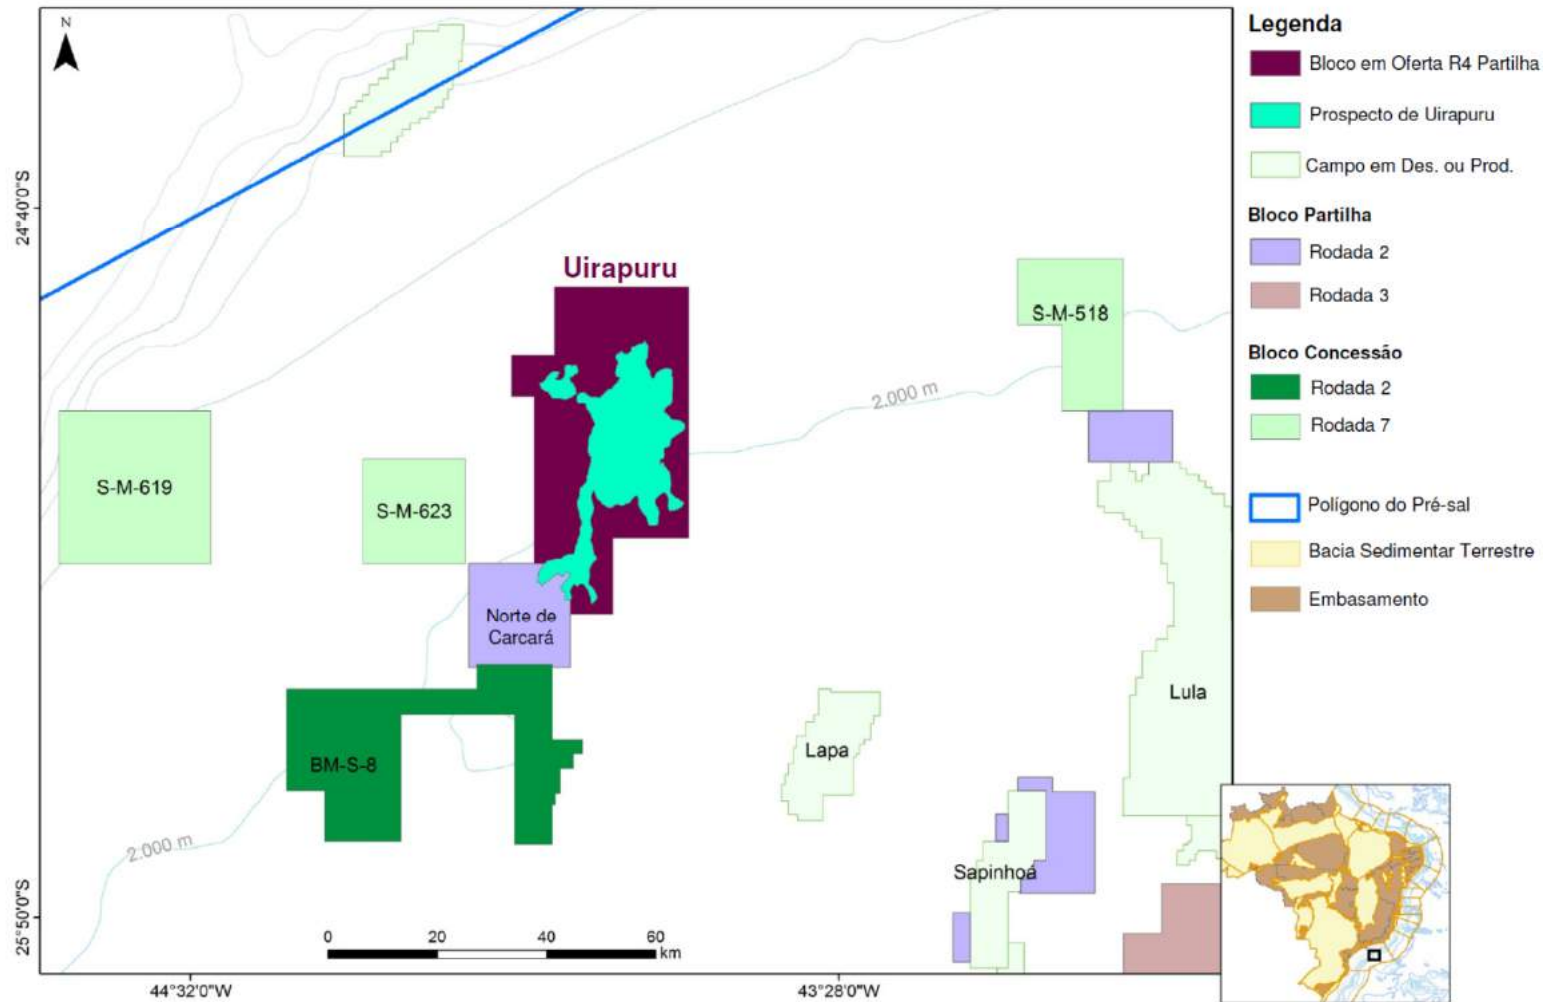 N
24°40'0"S
25°50'0"S
44°32'0"W
43°28'0"W
Uirapuru
S-M-518
2.000 m
S-M-619
S-M-623
Norte de
Carcará
Lula
BM-S-8
Lapa
2.000 m
Sapinhoá
0 20 40 60
km
Legenda
Bloco em Oferta R4 Partilha
Prospecto de Uirapuru
Campo em Des. ou Prod.
Bloco Partilha
Rodada 2
Rodada 3
Bloco Concessão
Rodada 2
Rodada 7
Polígono do Pré-sal
Bacia Sedimentar Terrestre
Embasamento